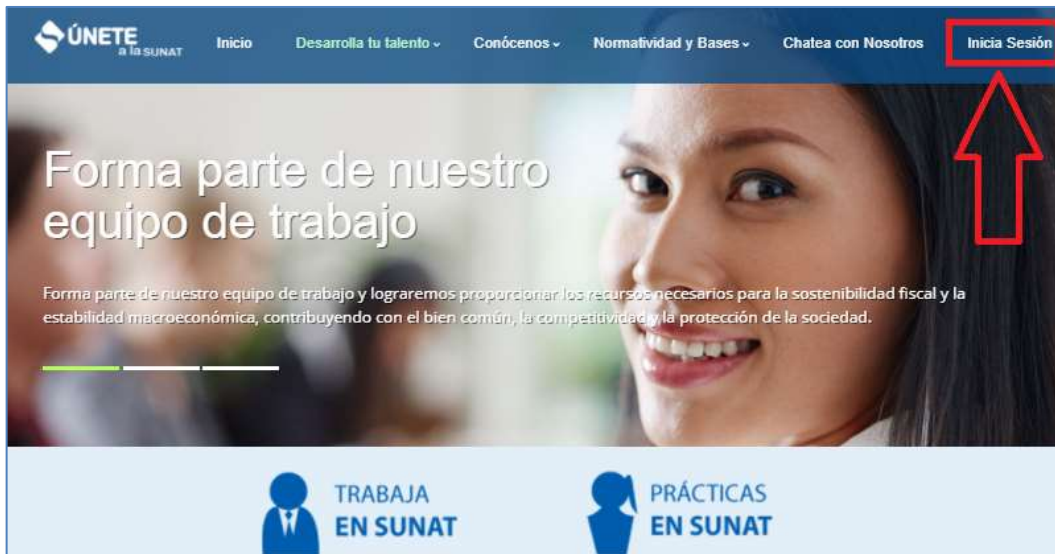 ÚNETE
a la SUNAT
Inicio
Desarrolla tu talento
Conócenos
Normatividad y Bases
Chatea con Nosotros
Inicia Sesión
Forma parte de nuestro
equipo de trabajo
Forma parte de nuestro equipo de trabajo y lograremos proporcionar los recursos necesarios para la sostenibilidad fiscal y la
estabilidad macroeconómica, contribuyendo con el bien común, la competitividad y la protección de la sociedad.
TRABAJA
EN SUNAT
PRÁCTICAS
EN SUNAT